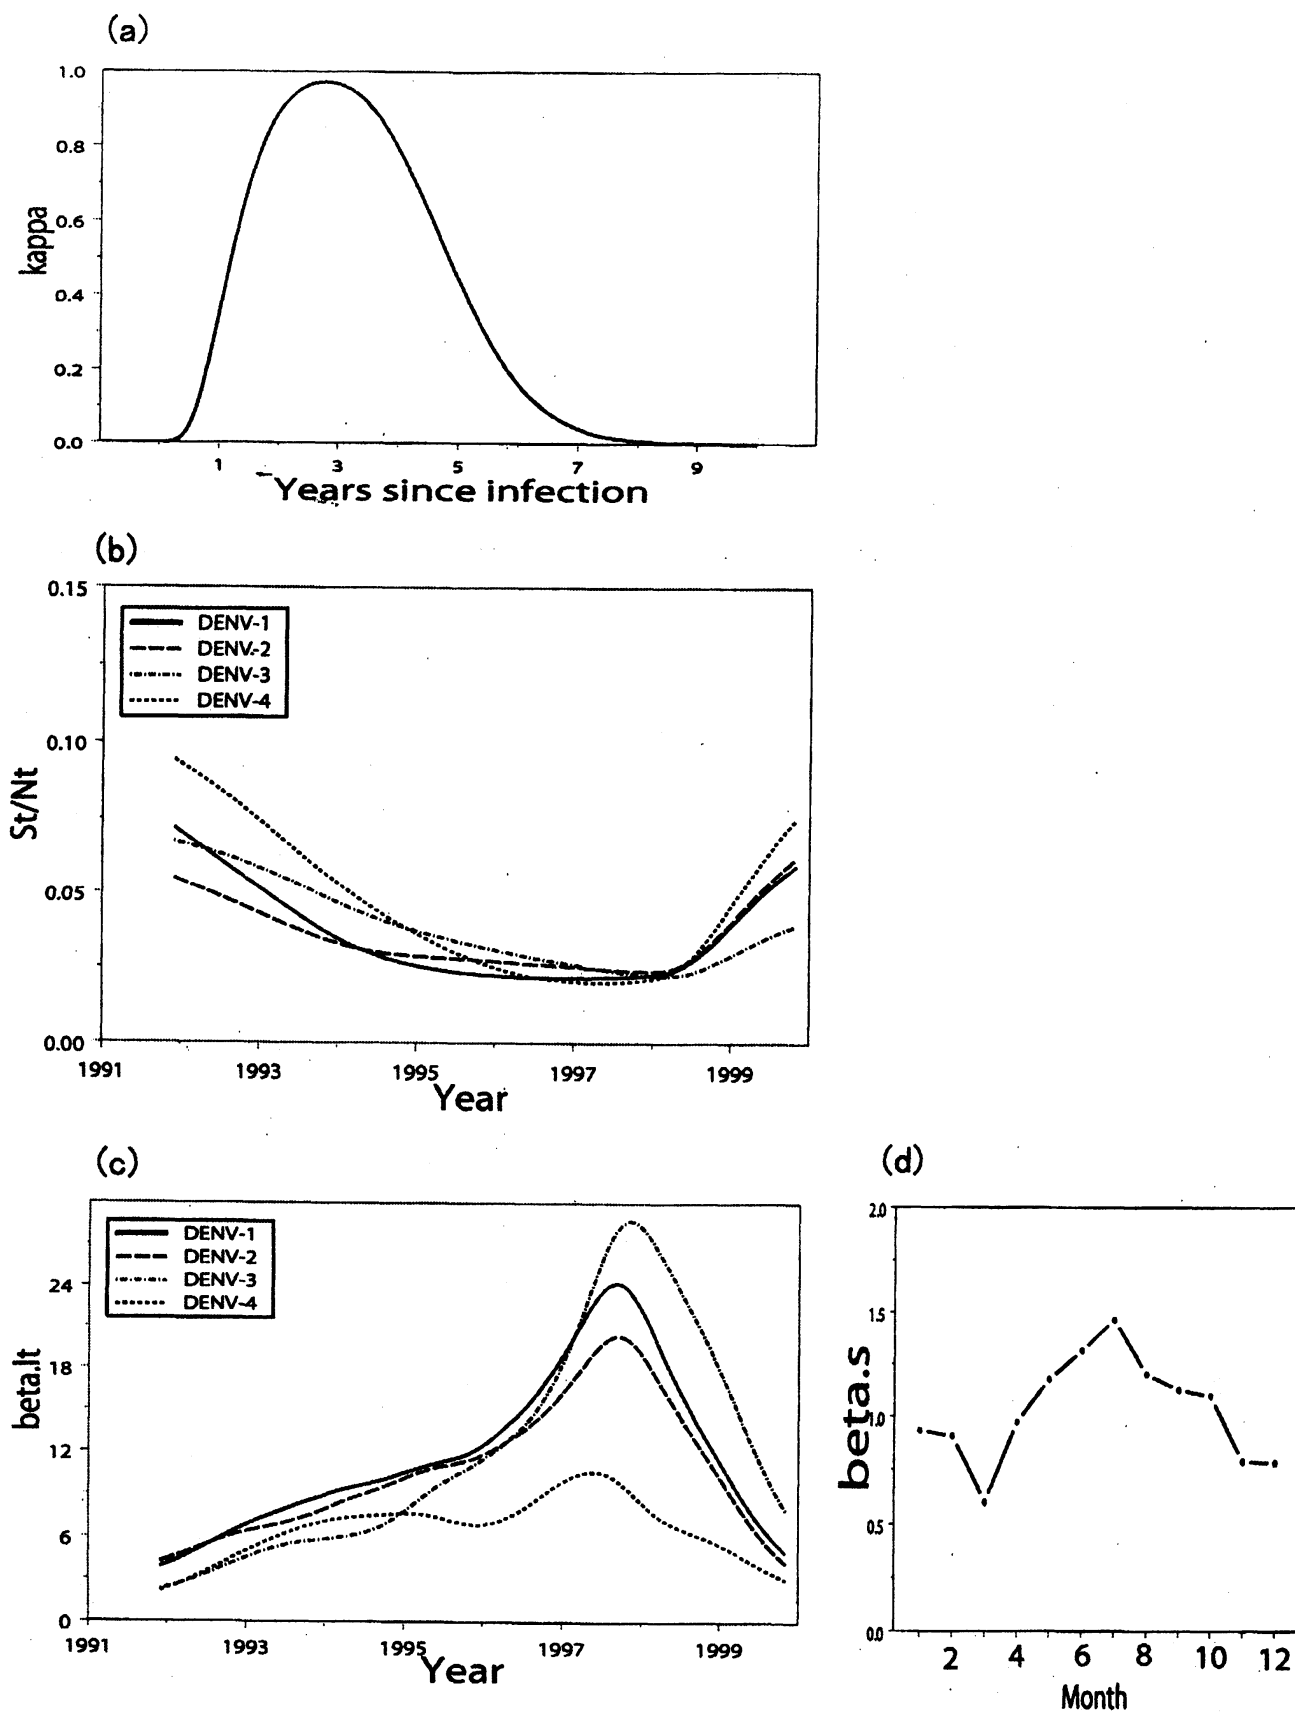 (a)
1.0
0.8
0.6
0.4
0.2
0.0
kappa
1 3 5 7 9
Years since infection
(b)
0.15
0.10
0.05
0.00
St/Nt
DENV-1
DENV-2
DENV-3
DENV-4
1991 1993 1995 1997 1999
Year
(c)
24
18
12
6
0
beta.lt
DENV-1
DENV-2
DENV-3
DENV-4
1991 1993 1995 1997 1999
Year
(d)
2.0
1.5
1.0
0.5
0.0
beta.s
2 4 6 8 10 12
Month